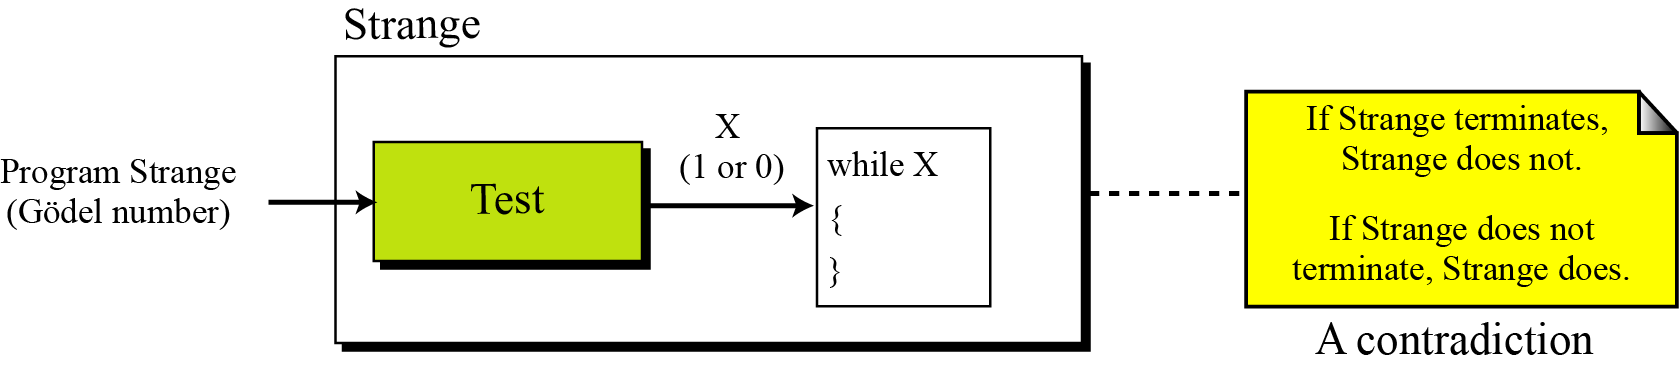 Strange
Program Strange
(Gödel number)
Test
X
(1 or 0)
while X
{
}
If Strange terminates,
Strange does not.
If Strange does not
terminate, Strange does.
A contradiction